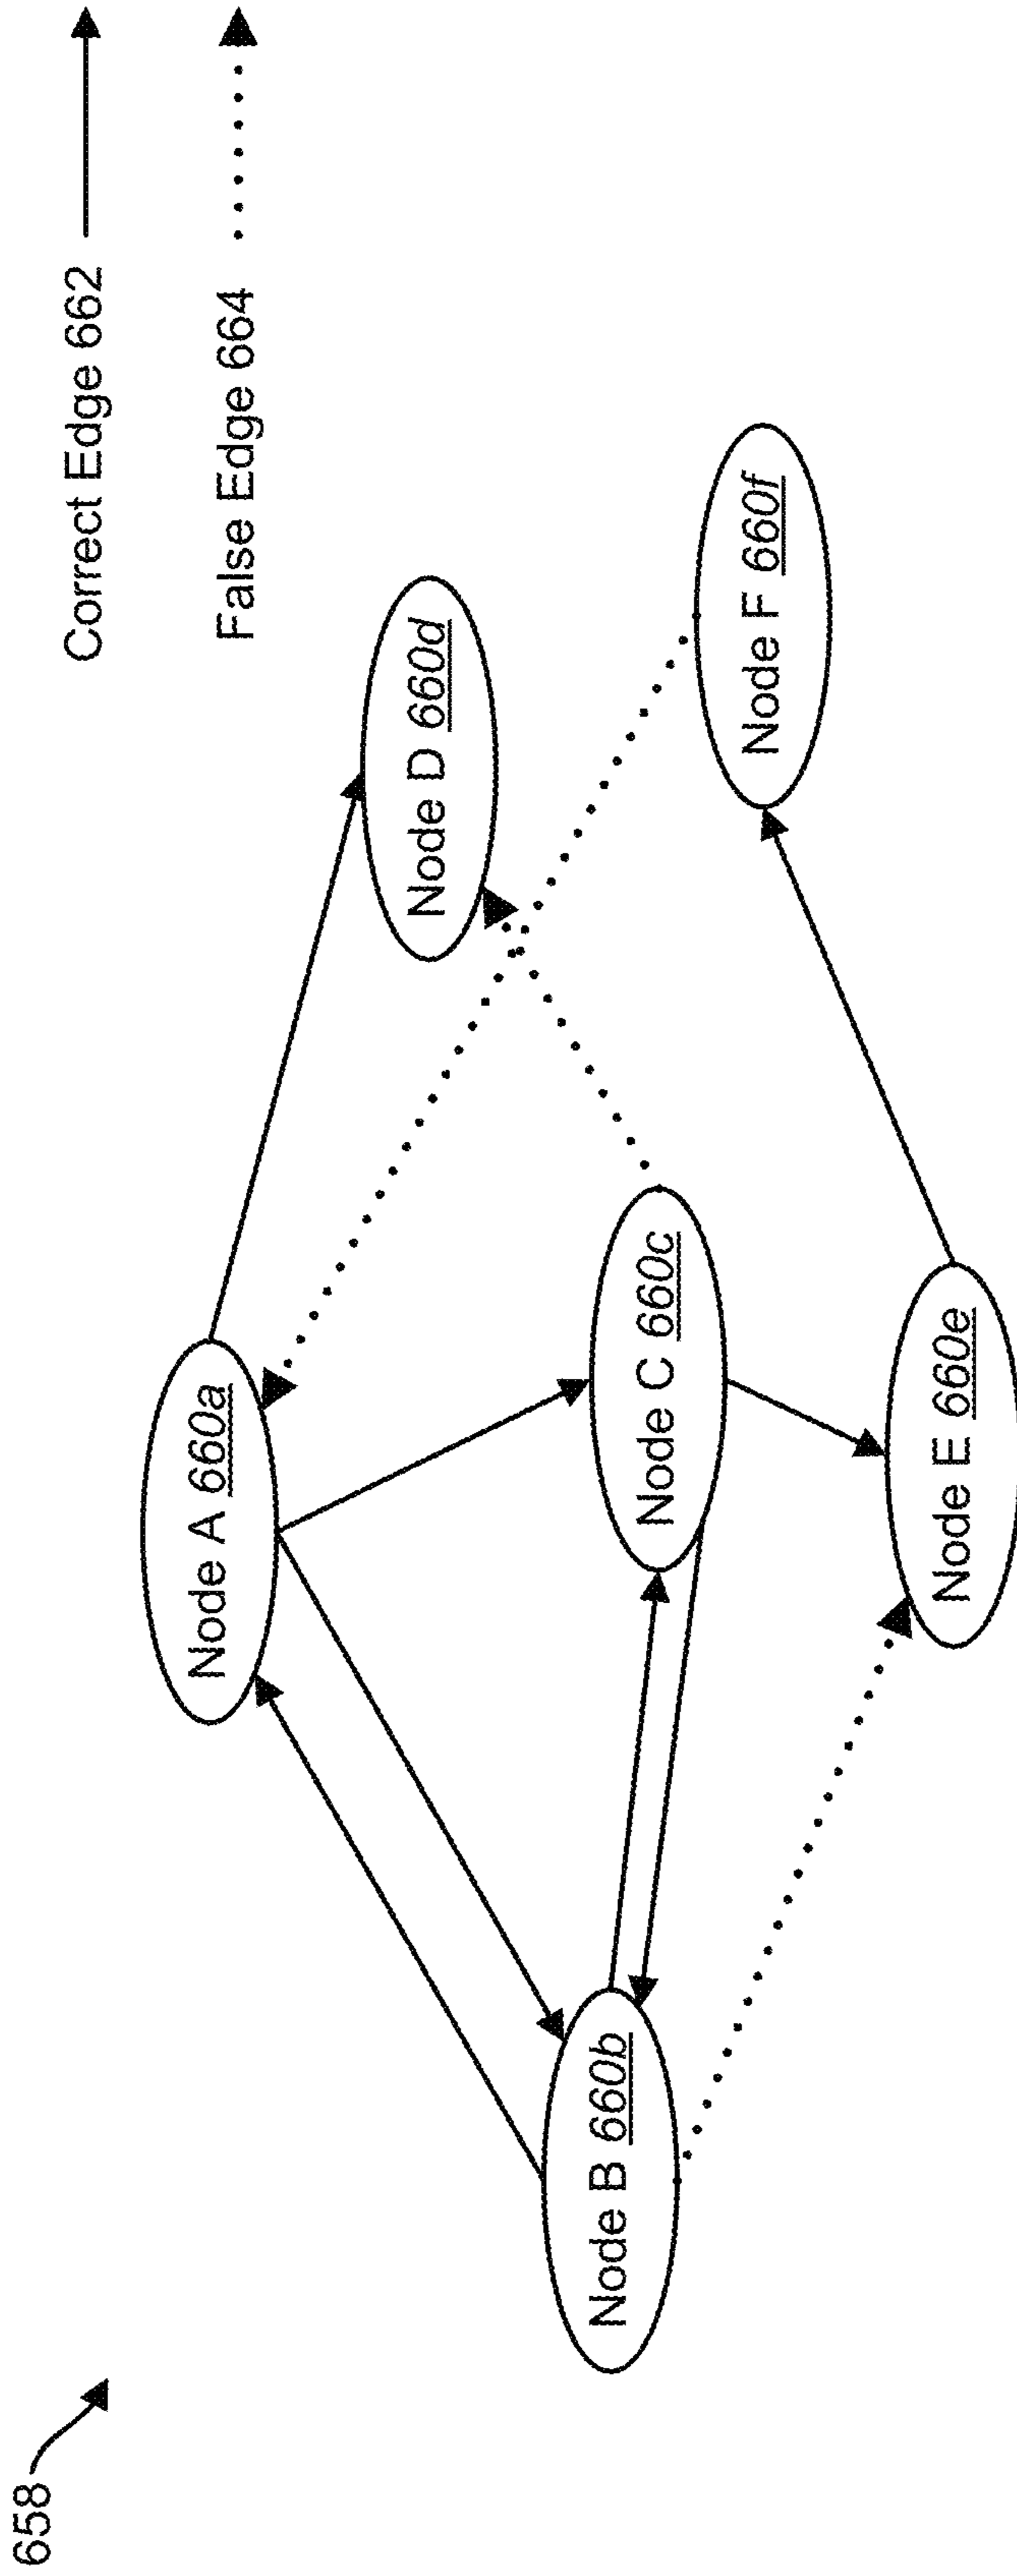 658
Correct Edge 662
False Edge 664
Node A 660a
Node D 660d
Node B 660b
Node C 660c
Node F 660f
Node E 660e